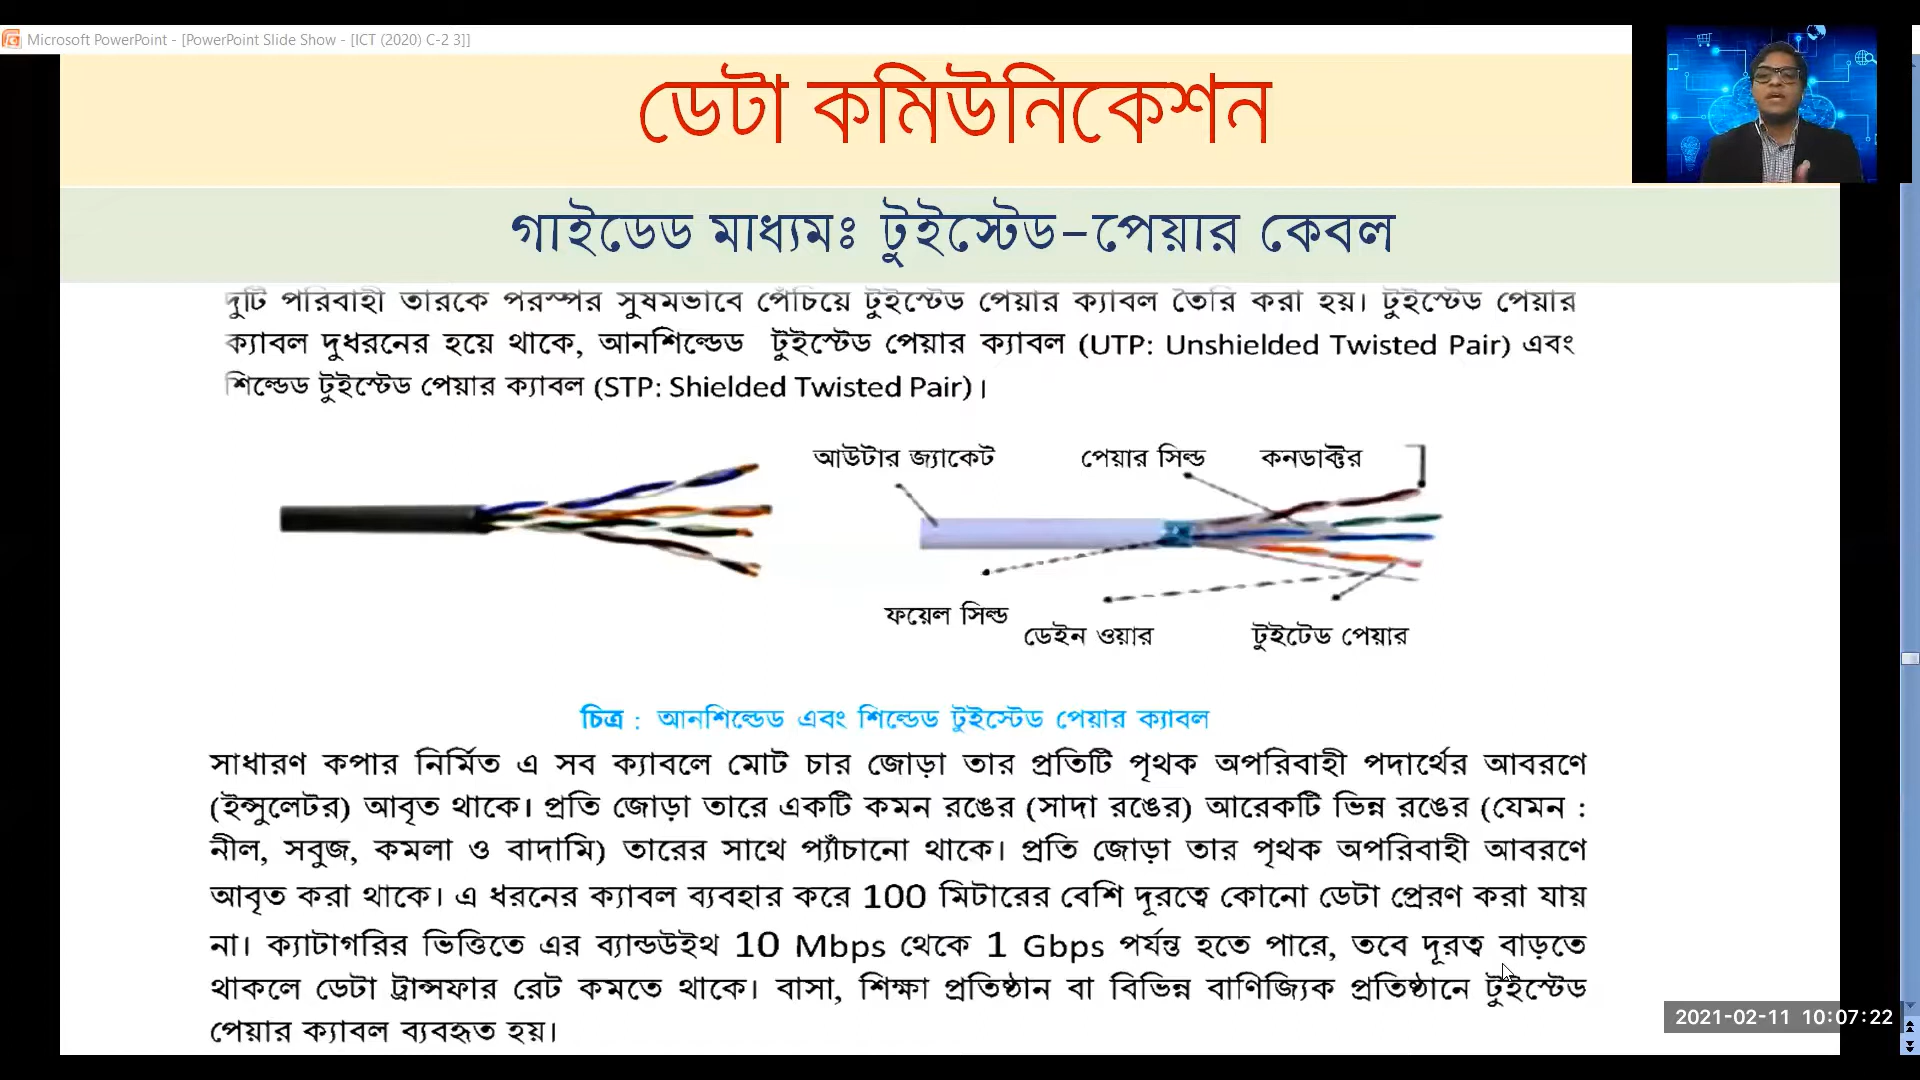 Microsoft PowerPoint - [PowerPoint Slide Show - [ICT (2020) C-2 3]]
ডেটা কমিউনিকেশন
গাইডেড মাধ্যমঃ টুইস্টেড-পেয়ার কেবল
দুটি পরিবাহী তারকে পরস্পর সুষমভাবে পেঁচিয়ে টুইস্টেড পেয়ার ক্যাবল তৈরি করা হয়। টুইস্টেড পেয়ার
ক্যাবল দুধরনের হয়ে থাকে, আনশিল্ডেড টুইস্টেড পেয়ার ক্যাবল (UTP: Unshielded Twisted Pair) এবং
শিল্ডেড টুইস্টেড পেয়ার ক্যাবল (STP: Shielded Twisted Pair)।
আউটার জ্যাকেট পেয়ার সিল্ড কনডাক্টর
ফয়েল সিল্ড
ডেইন ওয়ার টুইটেড পেয়ার
চিত্র : আনশিল্ডেড এবং শিল্ডেড টুইস্টেড পেয়ার ক্যাবল
সাধারণ কপার নির্মিত এ সব ক্যাবলে মোট চার জোড়া তার প্রতিটি পৃথক অপরিবাহী পদার্থের আবরণে
(ইন্সুলেটর) আবৃত থাকে। প্রতি জোড়া তারে একটি কমন রঙের (সাদা রঙের) আরেকটি ভিন্ন রঙের (যেমন :
নীল, সবুজ, কমলা ও বাদামি) তারের সাথে প্যাঁচানো থাকে। প্রতি জোড়া তার পৃথক অপরিবাহী আবরণে
আবৃত করা থাকে। এ ধরনের ক্যাবল ব্যবহার করে 100 মিটারের বেশি দূরত্বে কোনো ডেটা প্রেরণ করা যায়
না। ক্যাটাগরির ভিত্তিতে এর ব্যান্ডউইথ 10 Mbps থেকে 1 Gbps পর্যন্ত হতে পারে, তবে দূরত্ব বাড়তে
থাকলে ডেটা ট্রান্সফার রেট কমতে থাকে। বাসা, শিক্ষা প্রতিষ্ঠান বা বিভিন্ন বাণিজ্যিক প্রতিষ্ঠানে টুইস্টেড
পেয়ার ক্যাবল ব্যবহৃত হয়।
2021-02-11 10:07:22